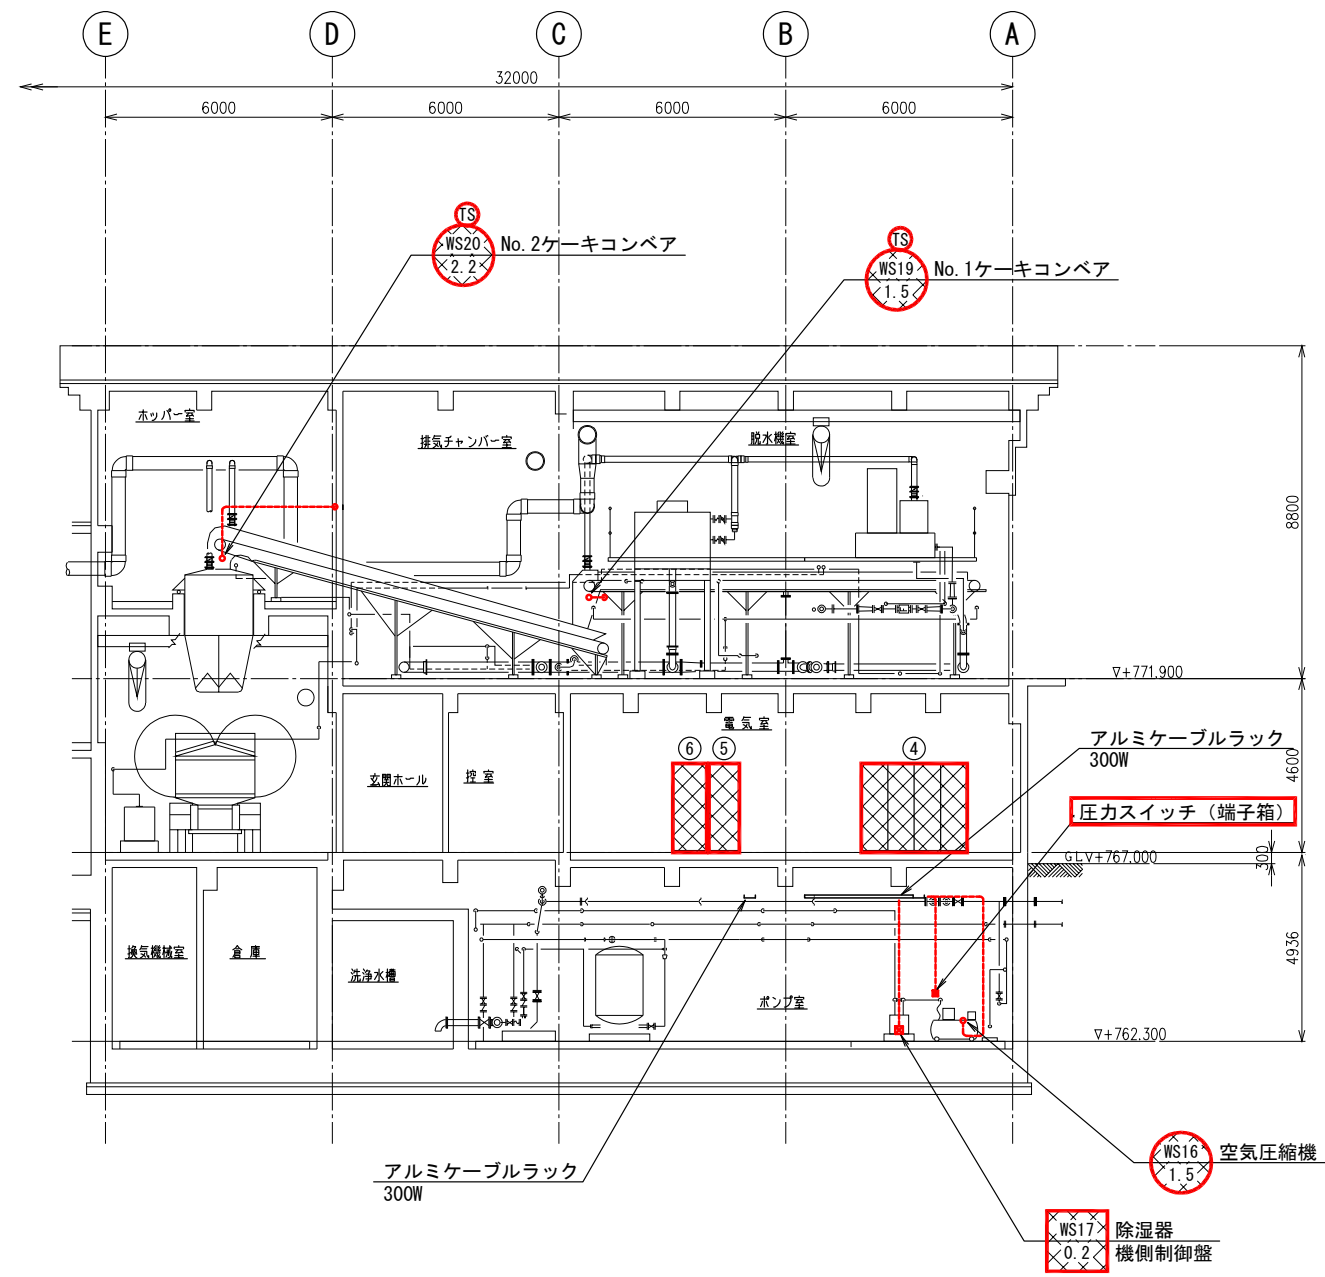 E D C B A
32000
6000 6000 6000 6000
TS
WS20
2.2
No.2ケーキコンベア
TS
WS19
1.5
No.1ケーキコンベア
ホッパー室
排気チャンバー室
脱水機室
8800
▽+771.900
電気室
⑥ ⑤ ④
アルミケーブルラック
300W
4600
玄関ホール
控室
圧力スイッチ（端子箱）
GL▽+767.000
300
換気機械室
倉庫
洗浄水槽
ポンプ室
4936
▽+762.300
アルミケーブルラック
300W
WS16
1.5
空気圧縮機
WS17
0.2
除湿器
機側制御盤